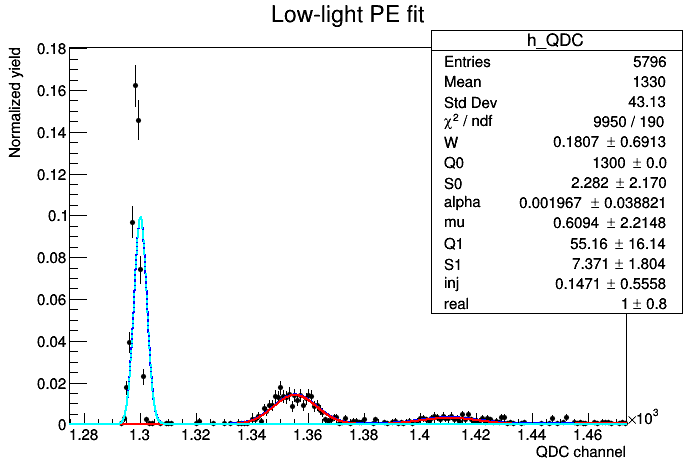 Low-light PE fit
h_QDC
Entries 5796
Mean 1330
Std Dev 43.13
χ² / ndf 9950 / 190
W 0.1807 ± 0.6913
Q0 1300 ± 0.0
S0 2.282 ± 2.170
alpha 0.001967 ± 0.038821
mu 0.6094 ± 2.2148
Q1 55.16 ± 16.14
S1 7.371 ± 1.804
inj 0.1471 ± 0.5558
real 1 ± 0.8
Normalized yield
0.18
0.16
0.14
0.12
0.1
0.08
0.06
0.04
0.02
0
1.28 1.3 1.32 1.34 1.36 1.38 1.4 1.42 1.44 1.46
×10³
QDC channel